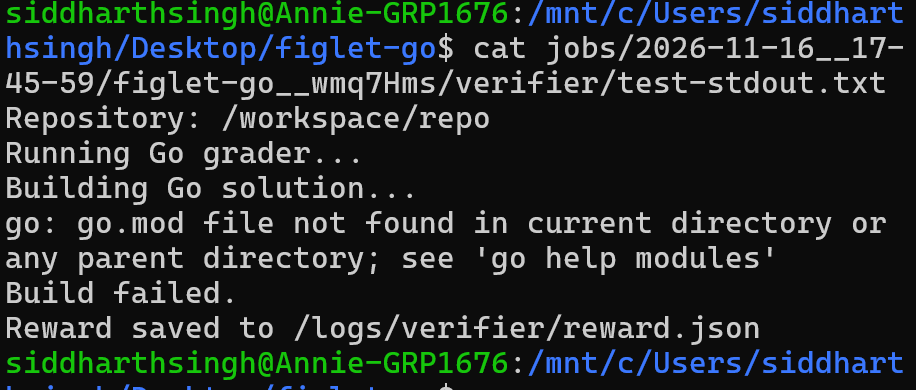 siddharthsingh@Annie-GRP1676:/mnt/c/Users/siddhart
hsingh/Desktop/figlet-go$ cat jobs/2026-11-16__17-
45-59/figlet-go__wmq7Hms/verifier/test-stdout.txt
Repository: /workspace/repo
Running Go grader...
Building Go solution...
go: go.mod file not found in current directory or
any parent directory; see 'go help modules'
Build failed.
Reward saved to /logs/verifier/reward.json
siddharthsingh@Annie-GRP1676:/mnt/c/Users/siddhart